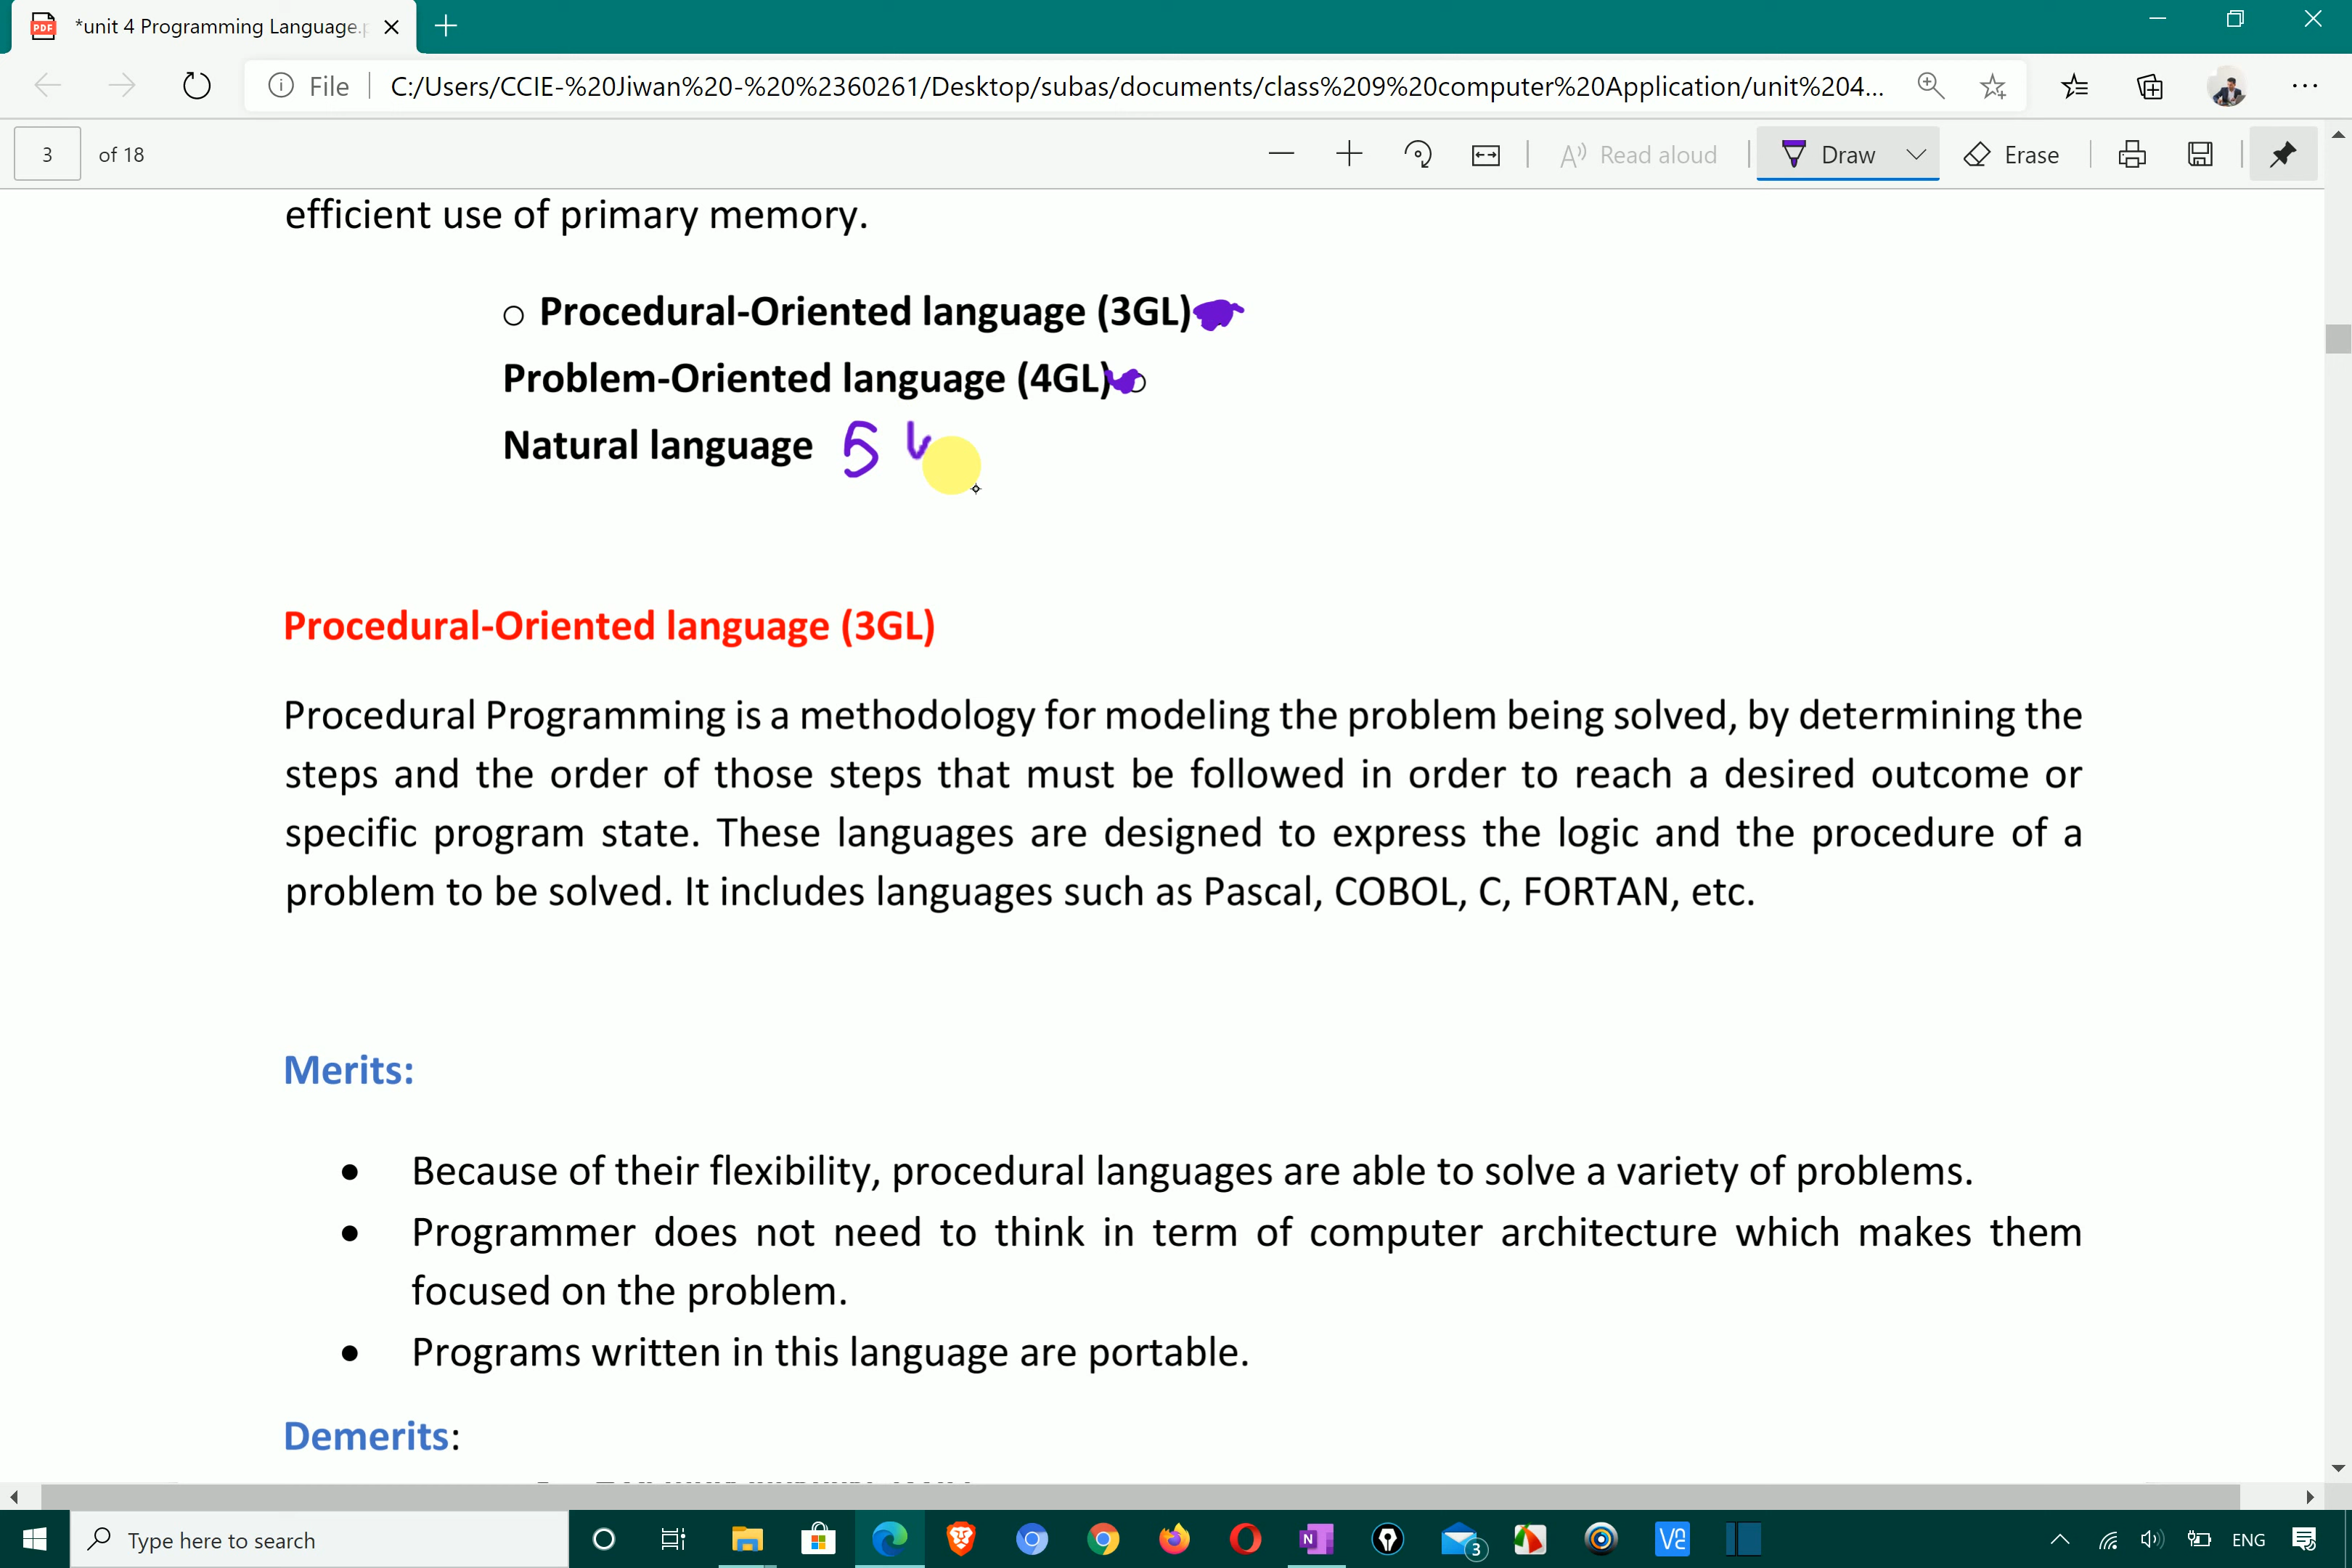 *unit 4 Programming Language.p
File
C:/Users/CCIE-%20Jiwan%20-%20%2360261/Desktop/subas/documents/class%209%20computer%20Application/unit%204...
3 of 18
Read aloud
Draw
Erase
efficient use of primary memory.
Procedural-Oriented language (3GL)
Problem-Oriented language (4GL)
Natural language 5
Procedural-Oriented language (3GL)
Procedural Programming is a methodology for modeling the problem being solved, by determining the
steps and the order of those steps that must be followed in order to reach a desired outcome or
specific program state. These languages are designed to express the logic and the procedure of a
problem to be solved. It includes languages such as Pascal, COBOL, C, FORTAN, etc.
Merits:
Because of their flexibility, procedural languages are able to solve a variety of problems.
Programmer does not need to think in term of computer architecture which makes them
focused on the problem.
Programs written in this language are portable.
Demerits:
Type here to search
N
3
V2
ENG